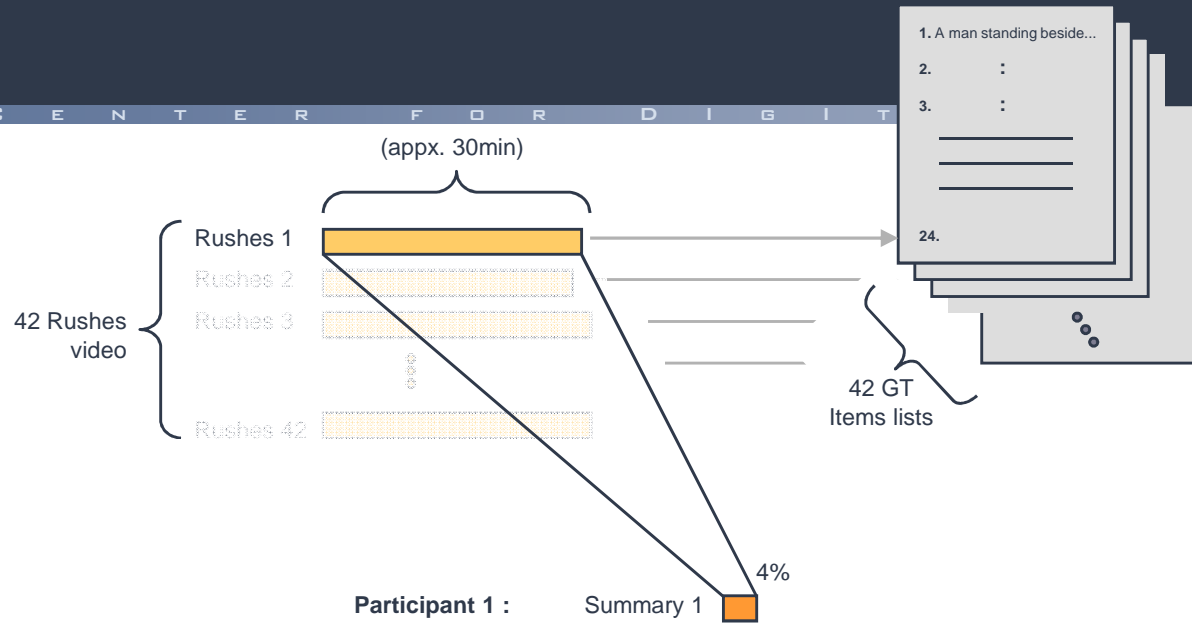 C E N T E R F O R D I G I T
1. A man standing beside...
2. :
3. :
24.
(appx. 30min)
Rushes 1
Rushes 2
Rushes 3
Rushes 42
42 Rushes
video
42 GT
Items lists
4%
Participant 1 : Summary 1